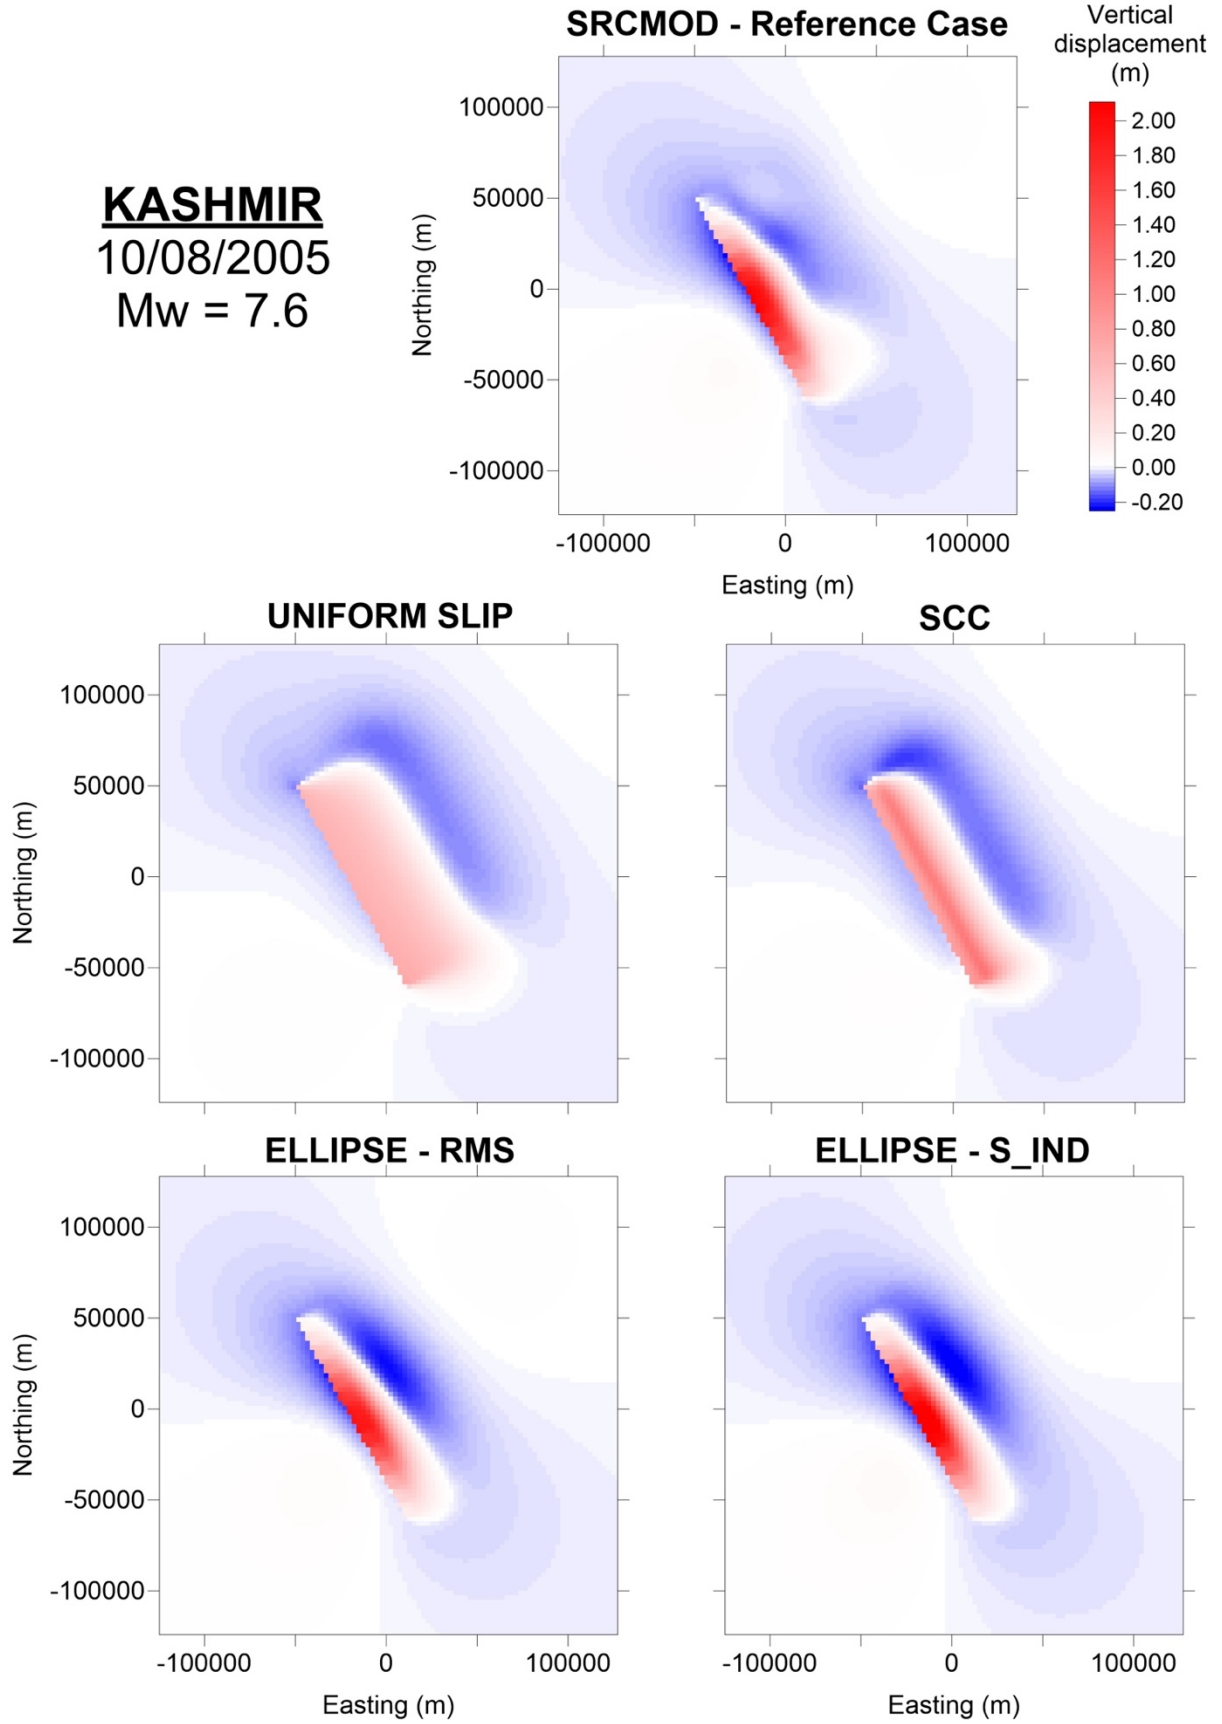 SRCMOD - Reference Case
Vertical
displacement
(m)
KASHMIR
10/08/2005
Mw = 7.6
Northing (m)
100000
50000
0
-50000
-100000
-100000 0 100000
Easting (m)
2.00
1.80
1.60
1.40
1.20
1.00
0.80
0.60
0.40
0.20
0.00
-0.20
UNIFORM SLIP
Northing (m)
100000
50000
0
-50000
-100000
SCC
ELLIPSE - RMS
Northing (m)
100000
50000
0
-50000
-100000
-100000 0 100000
Easting (m)
ELLIPSE - S_IND
-100000 0 100000
Easting (m)